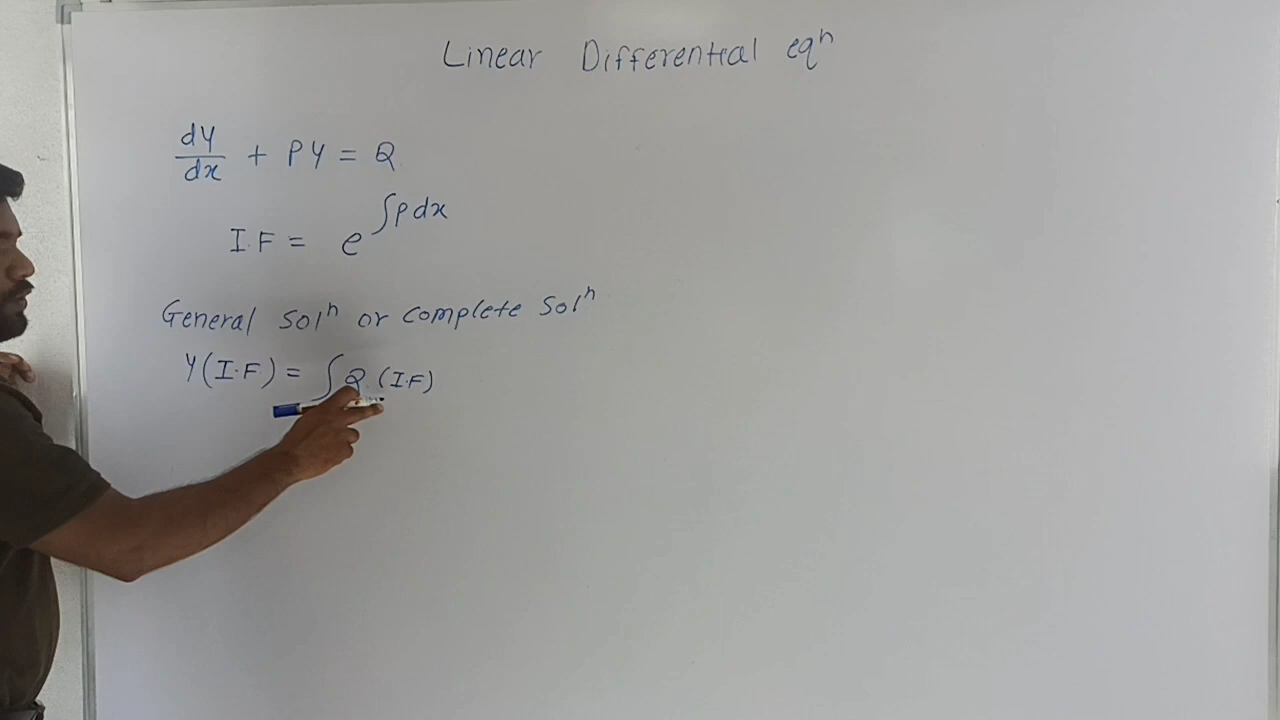 Linear Differential eqⁿ
dy/dx + Py = Q
I.F = e^∫pdx
General solⁿ or complete solⁿ
y(I.F) = ∫Q.(I.F)